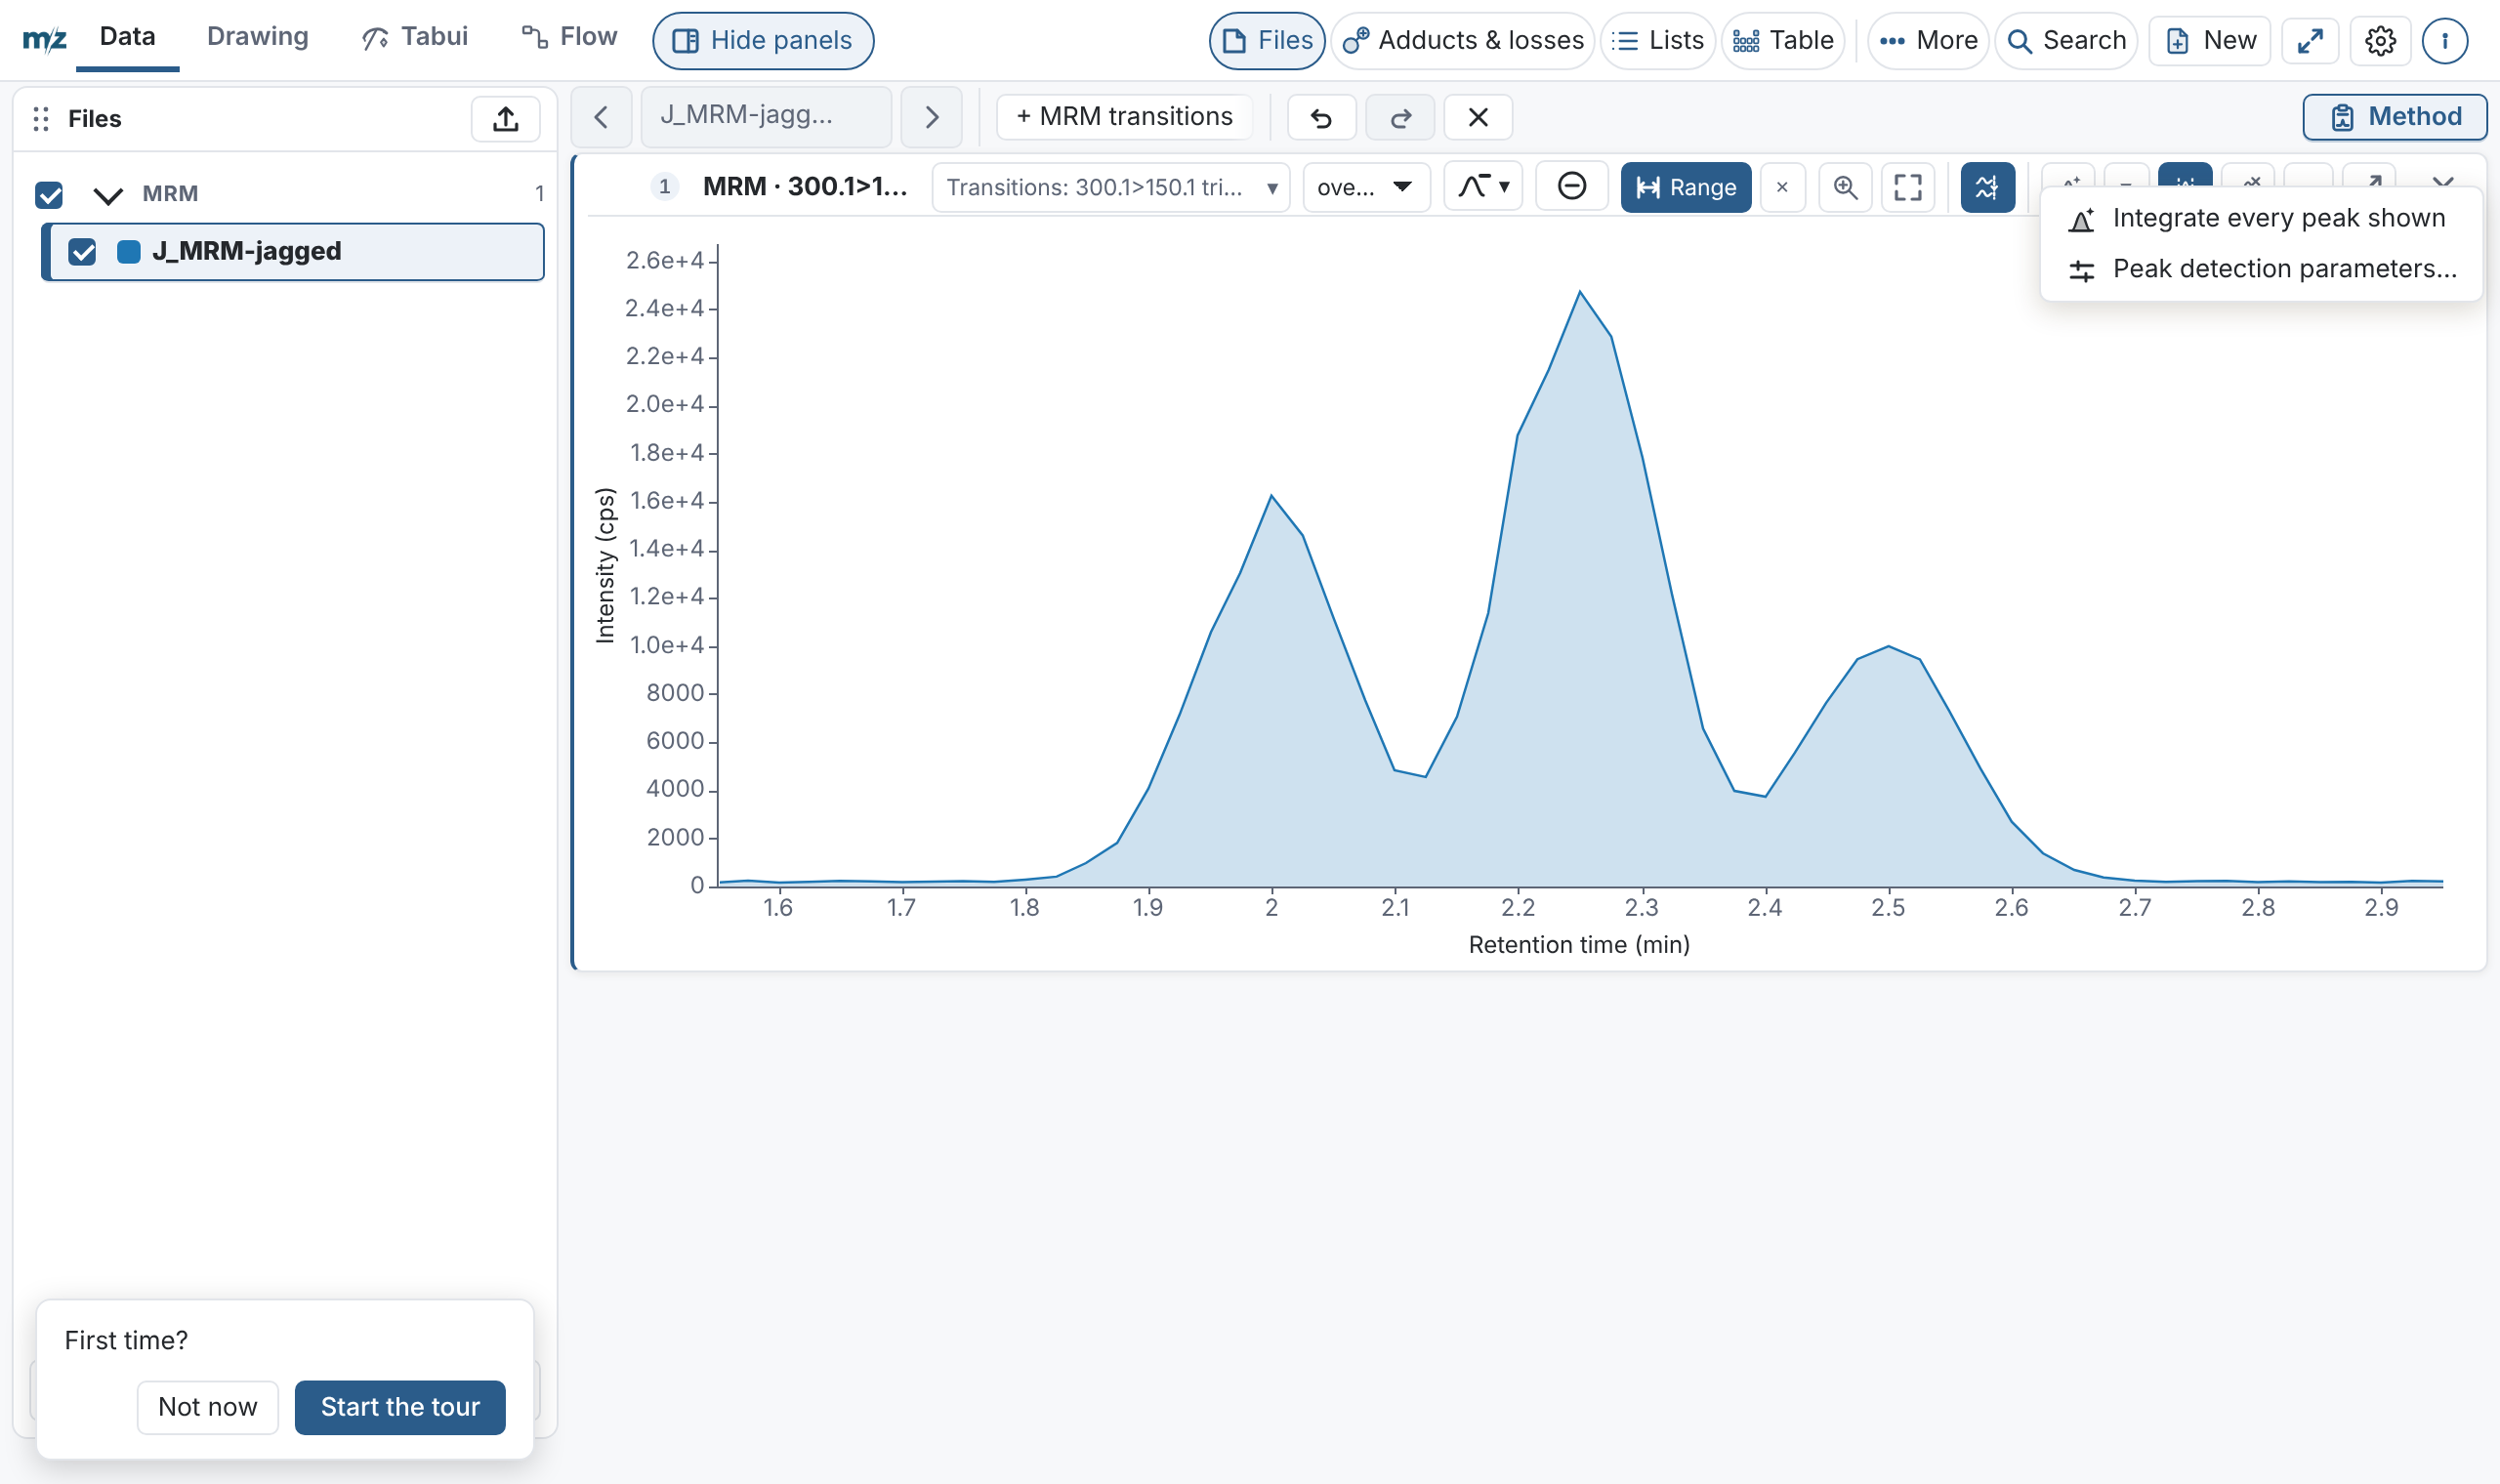 m/z Data Drawing Tabui Flow Hide panels Files Adducts & losses Lists Table More Search New
Files
J_MRM-jagg... + MRM transitions Method
MRM 1
J_MRM-jagged
1 MRM · 300.1>1... Transitions: 300.1>150.1 tri... ove... Range
Integrate every peak shown
Peak detection parameters...
2.6e+4
2.4e+4
2.2e+4
2.0e+4
1.8e+4
1.6e+4
1.4e+4
1.2e+4
1.0e+4
8000
6000
4000
2000
0
Intensity (cps)
1.6 1.7 1.8 1.9 2 2.1 2.2 2.3 2.4 2.5 2.6 2.7 2.8 2.9
Retention time (min)
First time?
Not now Start the tour